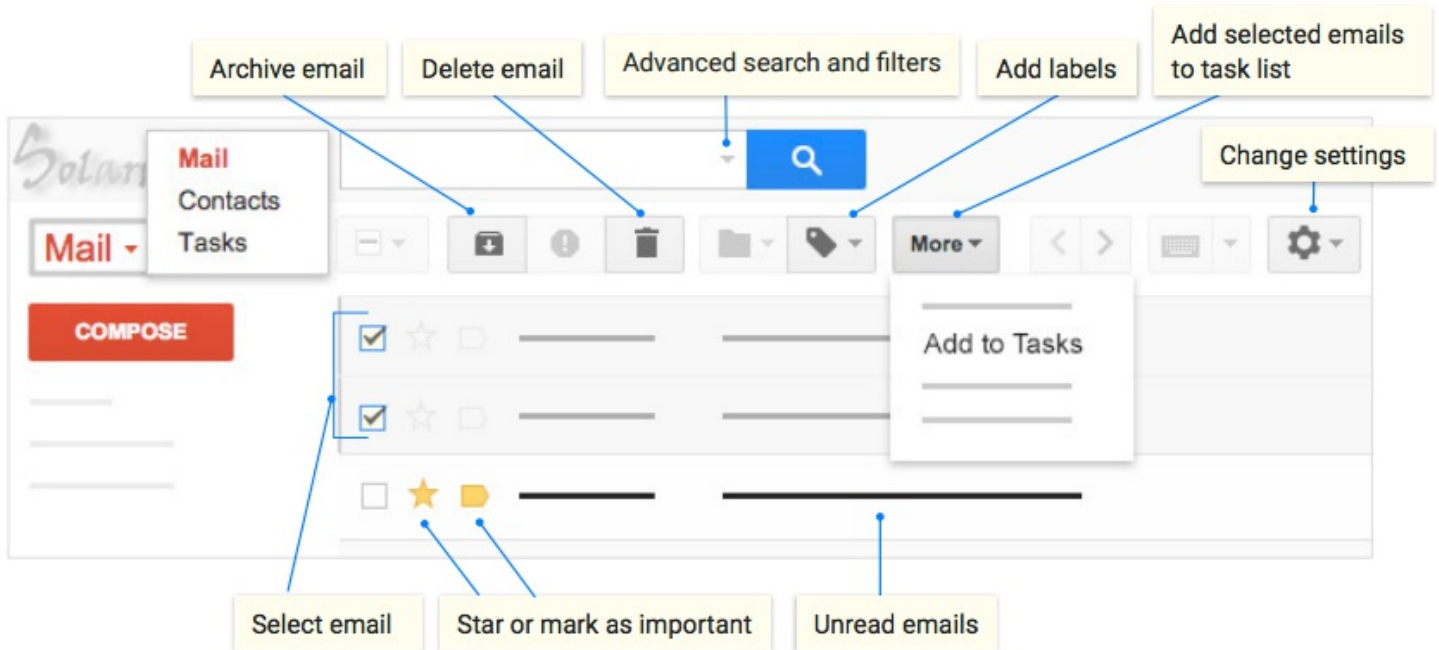 Add selected emails
to task list
Archive email
Delete email
Advanced search and filters
Add labels
Change settings
Mail
Contacts
Tasks
Mail
More
COMPOSE
Add to Tasks
Select email
Star or mark as important
Unread emails